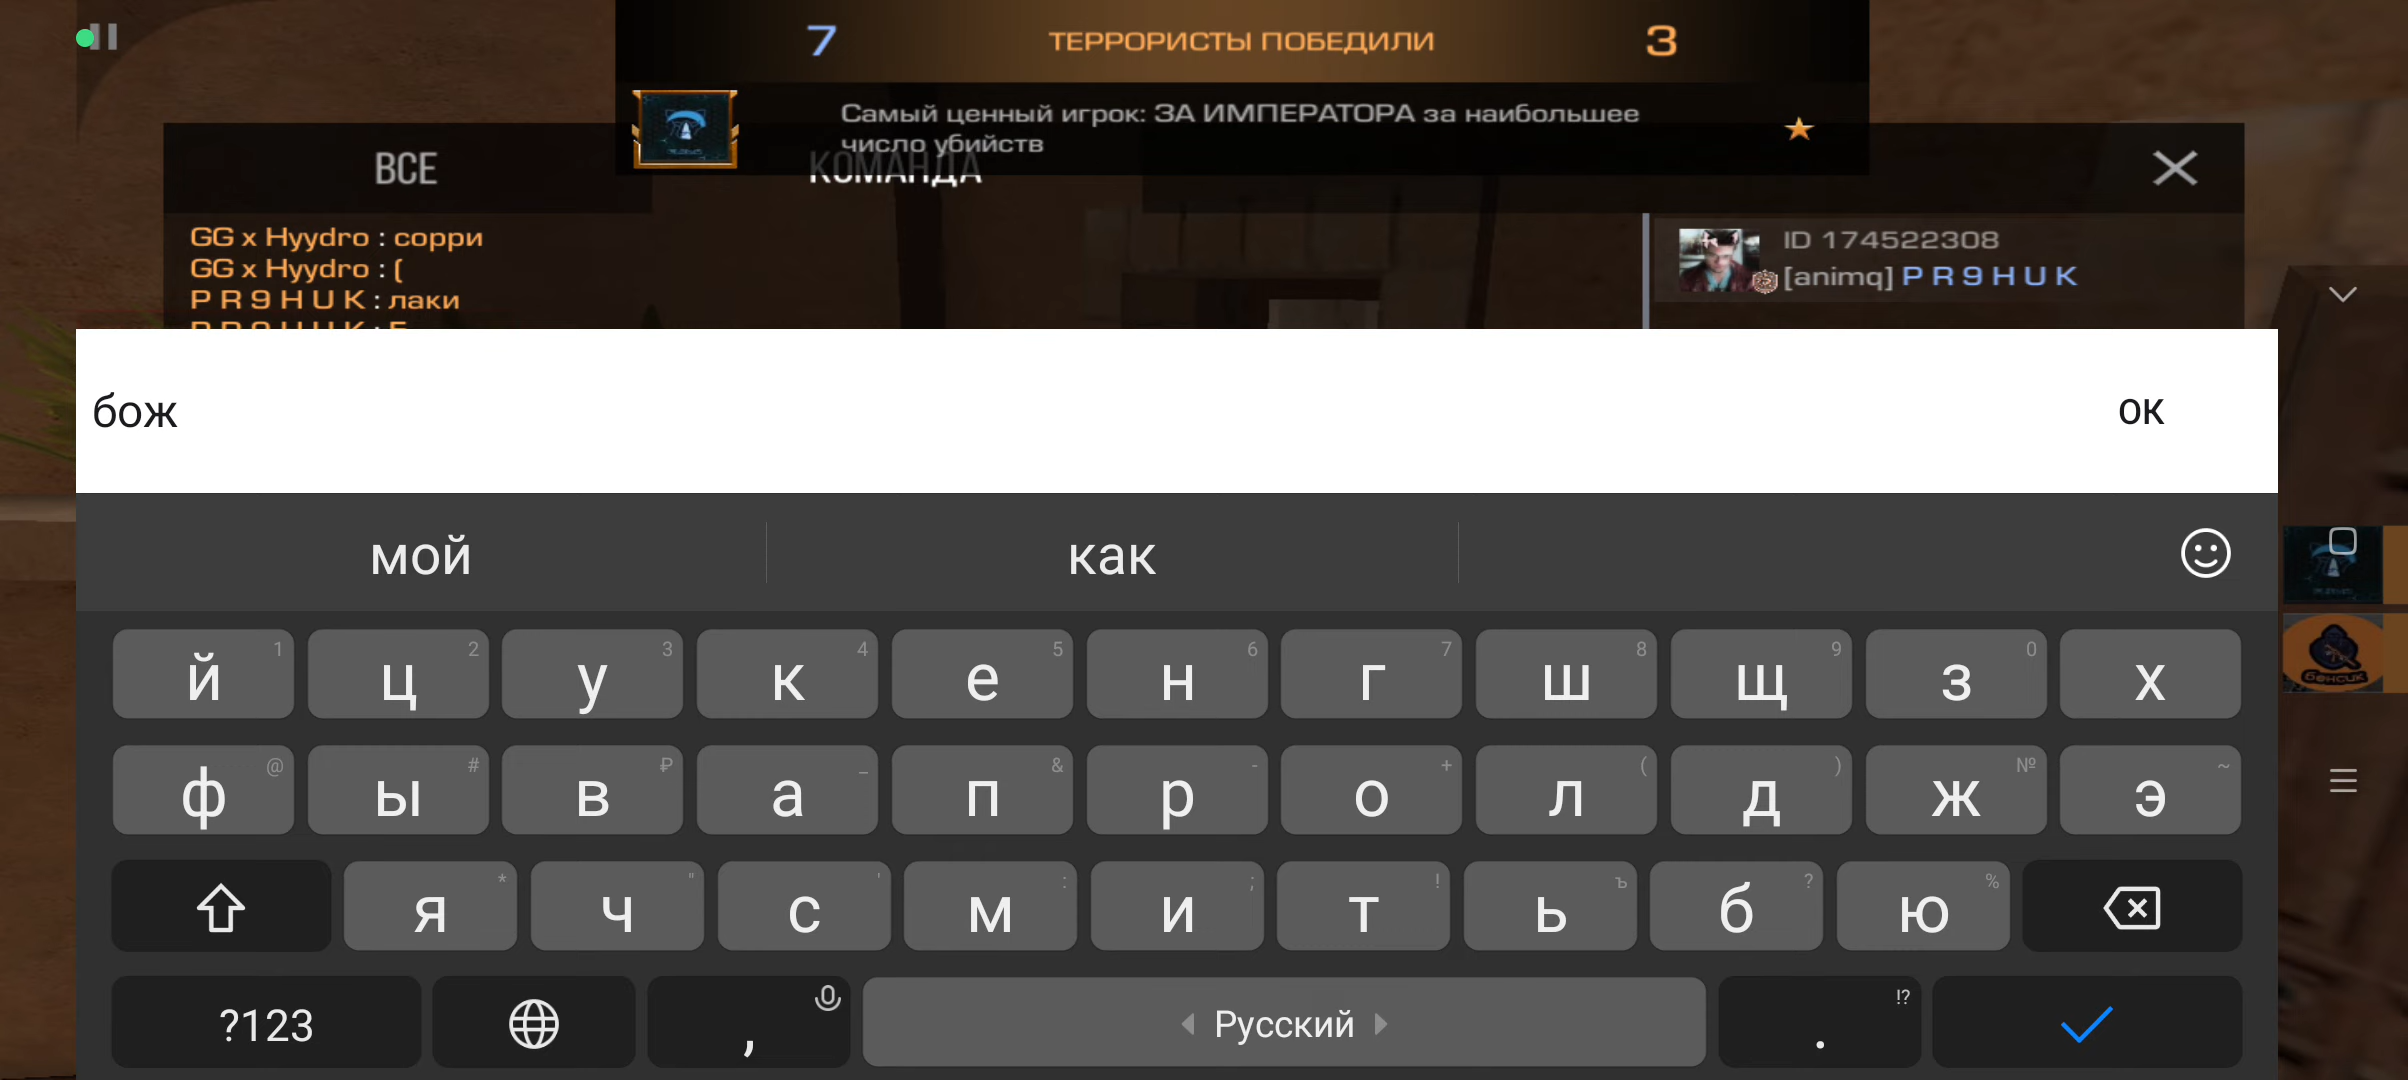 7 ТЕРРОРИСТЫ ПОБЕДИЛИ 3
Самый ценный игрок: ЗА ИМПЕРАТОРА за наибольшее
число убийств
ВСЕ
КОМАНДА
GG x Hyydro : сорри
GG x Hyydro : (
P R 9 H U K : лаки
P R 9 H U K : Б
ID 174522308
[animq] P R 9 H U K
бож
ОК
мой
как
й 1 ц 2 у 3 к 4 е 5 н 6 г 7 ш 8 щ 9 з 0 х
ф @ ы # в ₽ а _ п & р - о + л ( д ) ж № э ~
я * ч " с ' м : и ; т ! ь ъ б ? ю %
?123 , Русский . !?
бенсик